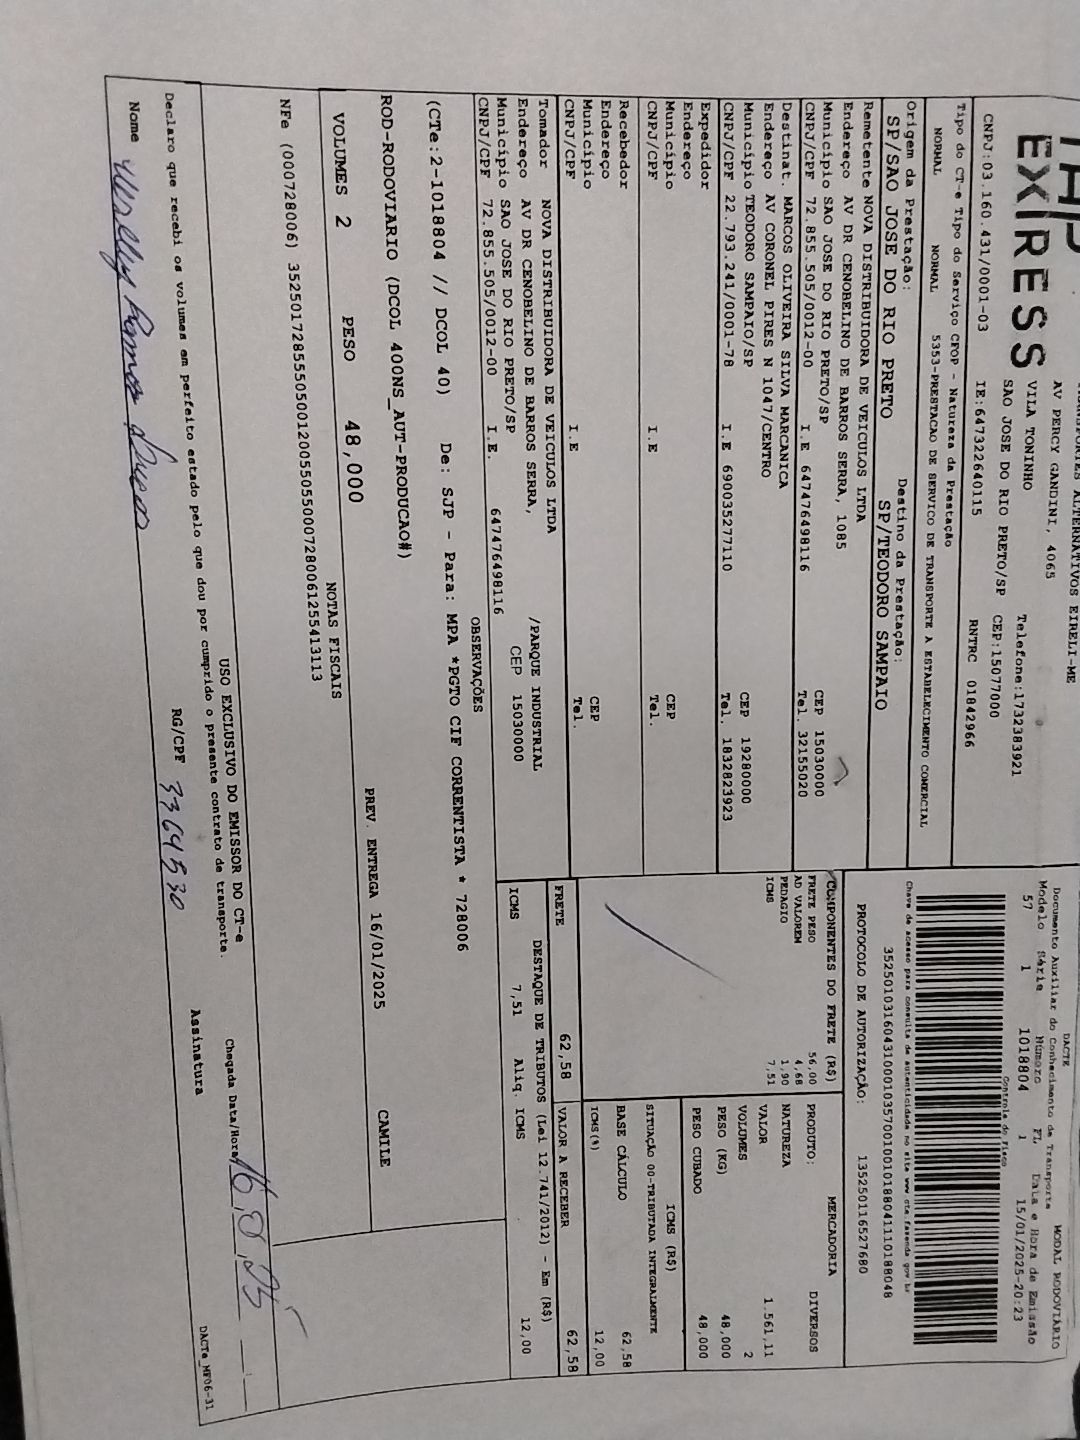 EXPRESS
TRANSPORTES ALTERNATIVOS EIRELI-ME
AV PERCY GANDINI, 4065
VILA TONINHO Telefone:1732383921
SAO JOSE DO RIO PRETO/SP CEP:15077000
CNPJ:03.160.431/0001-03 IE:647322640115 RNTRC 01842966
DACTE MODAL RODOVIÁRIO
Documento Auxiliar do Conhecimento de Transporte
Modelo Série Número FL Data e Hora de Emissão
57 1 1018804 1 15/01/2025-20:23
Controle do Fisco
Chave de acesso para consulta de autenticidade no site www.cte.fazenda.gov.br
35250103160431000103570010010188041110188048
PROTOCOLO DE AUTORIZAÇÃO: 135250116527680
Tipo do CT-e Tipo do Serviço CFOP - Natureza da Prestação
NORMAL NORMAL 5353-PRESTACAO DE SERVICO DE TRANSPORTE A ESTABELECIMENTO COMERCIAL
Origem da Prestação: Destino da Prestação:
SP/SAO JOSE DO RIO PRETO SP/TEODORO SAMPAIO
Remetente NOVA DISTRIBUIDORA DE VEICULOS LTDA
Endereço AV DR CENOBELINO DE BARROS SERRA, 1085
Município SAO JOSE DO RIO PRETO/SP CEP 15030000
CNPJ/CPF 72.855.505/0012-00 I.E 647476498116 Tel. 32155020
Destinat. MARCOS OLIVEIRA SILVA MARCANICA
Endereço AV CORONEL PIRES N 1047/CENTRO
Município TEODORO SAMPAIO/SP CEP 19280000
CNPJ/CPF 22.793.241/0001-78 I.E 690035277110 Tel. 1832823923
Expedidor
Endereço
Município CEP
CNPJ/CPF I.E Tel.
Recebedor
Endereço
Município CEP
CNPJ/CPF I.E Tel.
Tomador NOVA DISTRIBUIDORA DE VEICULOS LTDA
Endereço AV DR CENOBELINO DE BARROS SERRA, /PARQUE INDUSTRIAL
Município SAO JOSE DO RIO PRETO/SP CEP 15030000
CNPJ/CPF 72.855.505/0012-00 I.E. 647476498116
COMPONENTES DO FRETE (R$)
FRETE PESO 56,00
AD VALOREM 4,68
PEDAGIO 1,90
ICMS 7,51
MERCADORIA
PRODUTO: DIVERSOS
NATUREZA
VALOR 1.561,11
VOLUMES 2
PESO (KG) 48,000
PESO CUBADO 48,000
ICMS (R$)
SITUAÇÃO 00-TRIBUTADA INTEGRALMENTE
BASE CÁLCULO 62,58
ICMS(%) 12,00
FRETE 62,58 VALOR A RECEBER 62,58
DESTAQUE DE TRIBUTOS (Lei 12.741/2012) - Em (R$)
ICMS 7,51 Aliq. ICMS 12,00
OBSERVAÇÕES
(CTe:2-1018804 // DCOL 40) De: SJP - Para: MPA *PGTO CIF CORRENTISTA * 728006
ROD-RODOVIARIO (DCOL 400NS_AUT-PRODUCAO#)
VOLUMES 2 PESO 48,000 PREV. ENTREGA 16/01/2025 CAMILE
NOTAS FISCAIS
NFe (000728006) 35250172855505001200550550007280061255413113
USO EXCLUSIVO DO EMISSOR DO CT-e
Declaro que recebi os volumes em perfeito estado pelo que dou por cumprido o presente contrato de transporte.
Chegada Data/Hora 16
Nome RG/CPF 3364530 Assinatura
DACTe_MF06-31